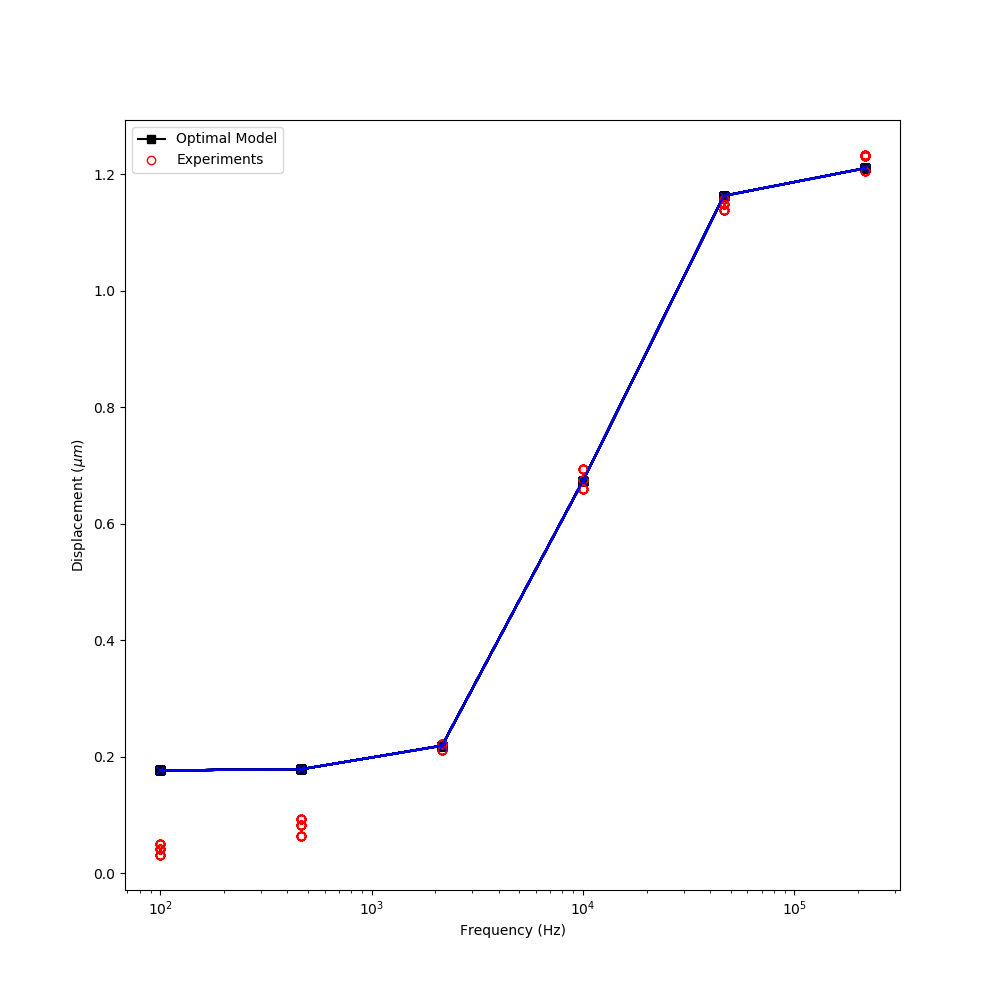 Optimal Model
Experiments
1.2
1.0
0.8
0.6
0.4
0.2
0.0
Displacement (μm)
10²
10³
10⁴
10⁵
Frequency (Hz)